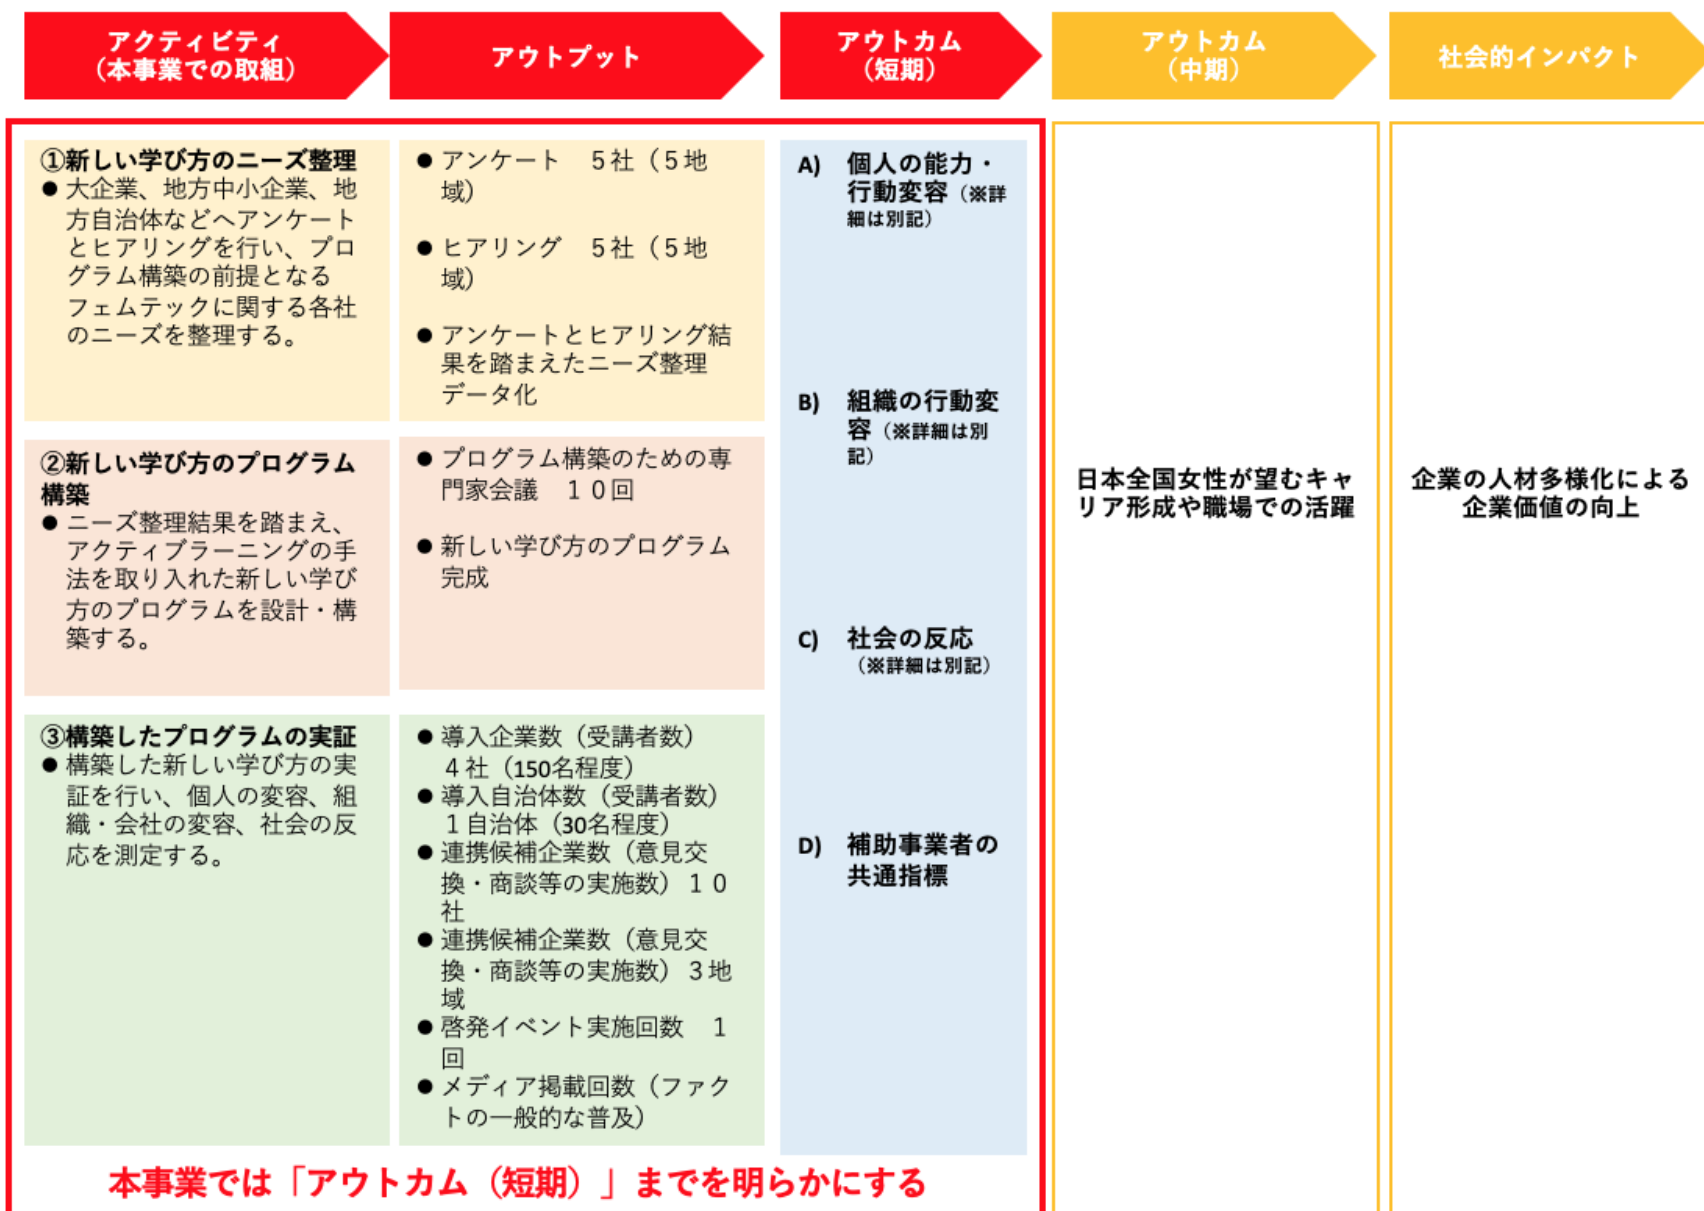 アクティビティ
（本事業での取組）
アウトプット
アウトカム
（短期）
アウトカム
（中期）
社会的インパクト
①新しい学び方のニーズ整理
● 大企業、地方中小企業、地
方自治体などへアンケート
とヒアリングを行い、プロ
グラム構築の前提となる
フェムテックに関する各社
のニーズを整理する。
● アンケート　５社（５地
域）
● ヒアリング　５社（５地
域）
● アンケートとヒアリング結
果を踏まえたニーズ整理
データ化
②新しい学び方のプログラム
構築
● ニーズ整理結果を踏まえ、
アクティブラーニングの手
法を取り入れた新しい学び
方のプログラムを設計・構
築する。
● プログラム構築のための専
門家会議　１０回
● 新しい学び方のプログラム
完成
③構築したプログラムの実証
● 構築した新しい学び方の実
証を行い、個人の変容、組
織・会社の変容、社会の反
応を測定する。
● 導入企業数（受講者数）
４社（150名程度）
● 導入自治体数（受講者数）
１自治体（30名程度）
● 連携候補企業数（意見交
換・商談等の実施数）１０
社
● 連携候補企業数（意見交
換・商談等の実施数）３地
域
● 啓発イベント実施回数　１
回
● メディア掲載回数（ファク
トの一般的な普及）
A) 個人の能力・
行動変容（※詳
細は別記）
B) 組織の行動変
容（※詳細は別
記）
C) 社会の反応
（※詳細は別記）
D) 補助事業者の
共通指標
日本全国女性が望むキャ
リア形成や職場での活躍
企業の人材多様化による
企業価値の向上
本事業では「アウトカム（短期）」までを明らかにする